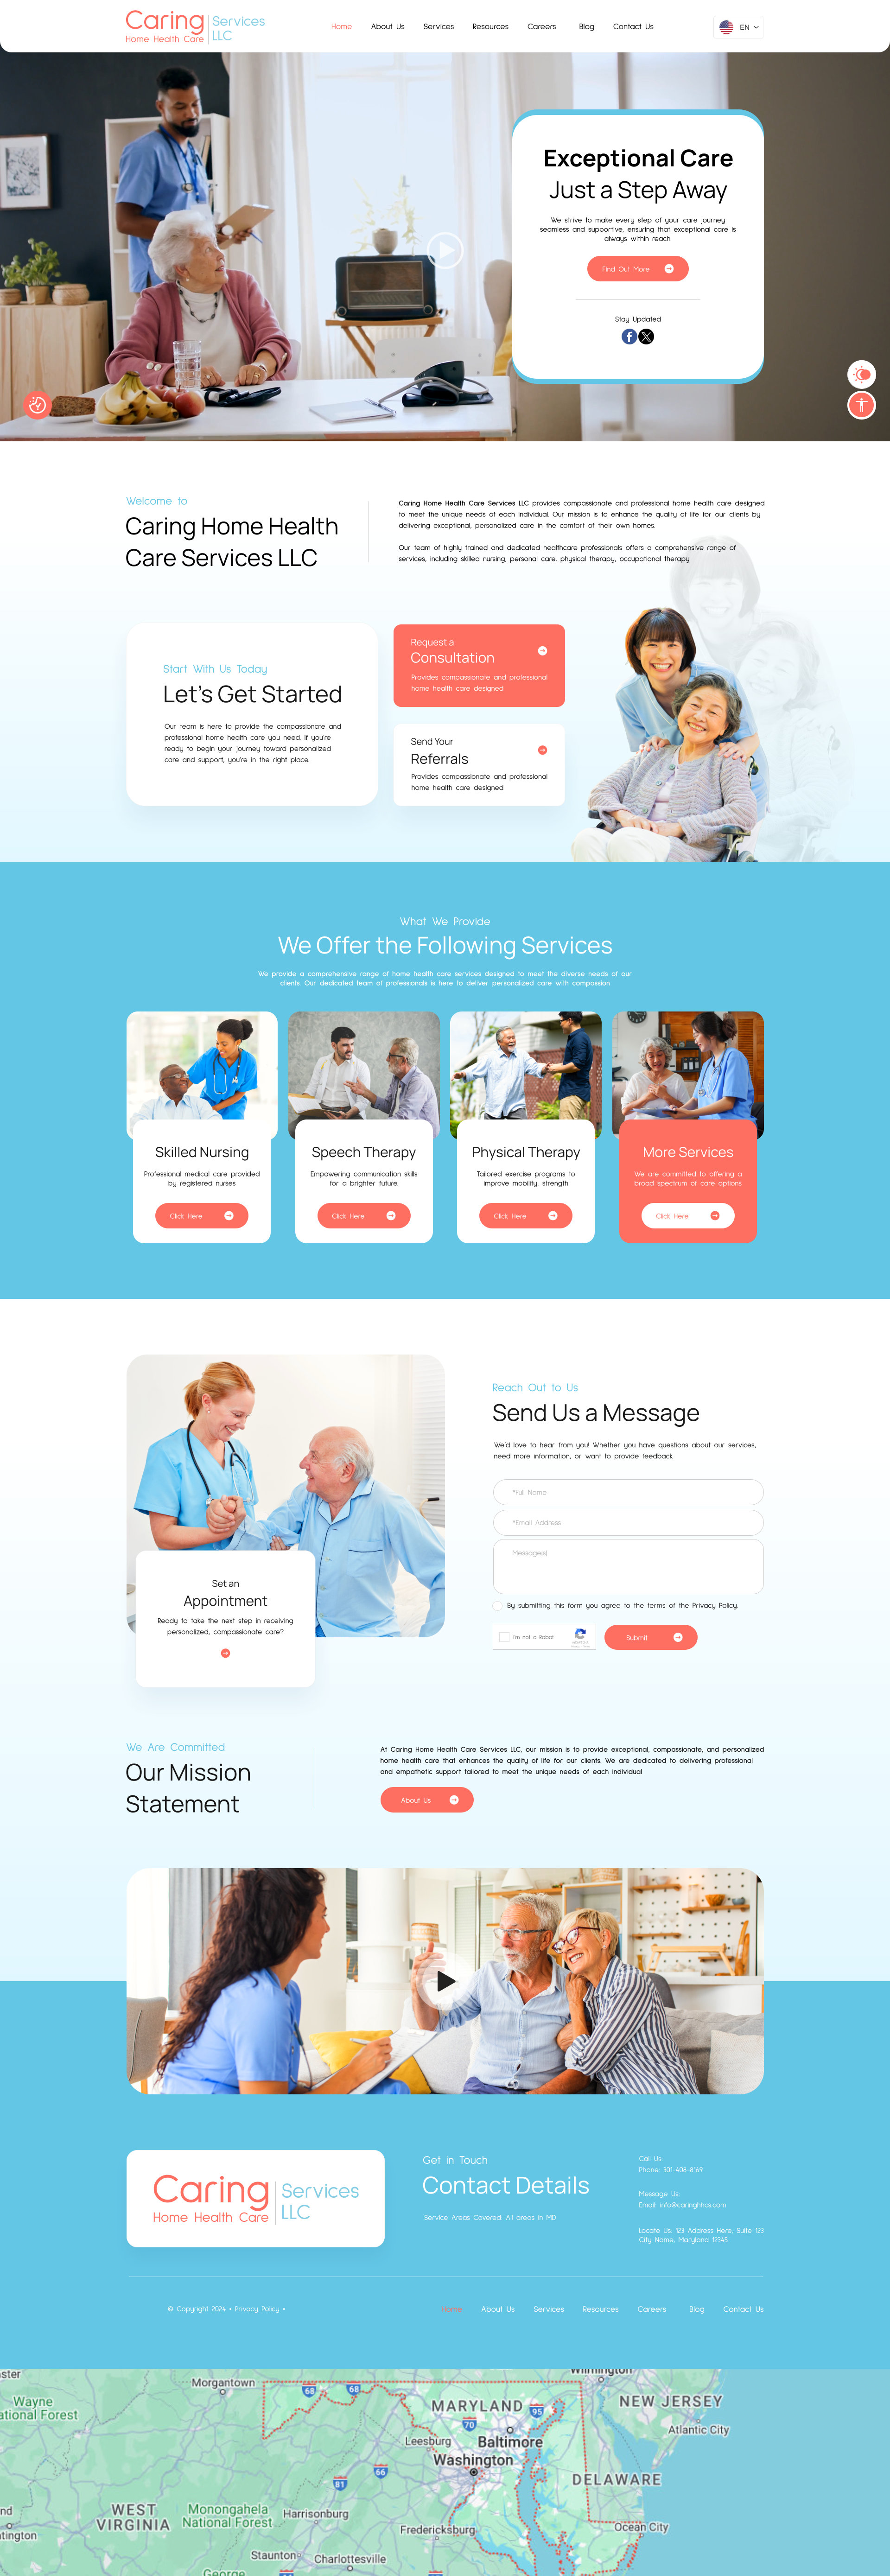 Caring Services
Home Health Care LLC
Home About Us Services Resources Careers Blog Contact Us
EN
Exceptional Care
Just a Step Away
We strive to make every step of your care journey
seamless and supportive, ensuring that exceptional care is
always within reach.
Find Out More
Stay Updated
Welcome to
Caring Home Health
Care Services LLC
Caring Home Health Care Services LLC provides compassionate and professional home health care designed
to meet the unique needs of each individual. Our mission is to enhance the quality of life for our clients by
delivering exceptional, personalized care in the comfort of their own homes.
Our team of highly trained and dedicated healthcare professionals offers a comprehensive range of
services, including skilled nursing, personal care, physical therapy, occupational therapy
Start With Us Today
Let's Get Started
Our team is here to provide the compassionate and
professional home health care you need. If you're
ready to begin your journey toward personalized
care and support, you're in the right place.
Request a
Consultation
Provides compassionate and professional
home health care designed
Send Your
Referrals
Provides compassionate and professional
home health care designed
What We Provide
We Offer the Following Services
We provide a comprehensive range of home health care services designed to meet the diverse needs of our
clients. Our dedicated team of professionals is here to deliver personalized care with compassion
Skilled Nursing
Professional medical care provided
by registered nurses
Click Here
Speech Therapy
Empowering communication skills
for a brighter future.
Click Here
Physical Therapy
Tailored exercise programs to
improve mobility, strength
Click Here
More Services
We are committed to offering a
broad spectrum of care options
Click Here
Set an
Appointment
Ready to take the next step in receiving
personalized, compassionate care?
Reach Out to Us
Send Us a Message
We'd love to hear from you! Whether you have questions about our services,
need more information, or want to provide feedback
*Full Name
*Email Address
Message(s)
By submitting this form you agree to the terms of the Privacy Policy.
I'm not a Robot
Submit
We Are Committed
Our Mission
Statement
At Caring Home Health Care Services LLC, our mission is to provide exceptional, compassionate, and personalized
home health care that enhances the quality of life for our clients. We are dedicated to delivering professional
and empathetic support tailored to meet the unique needs of each individual
About Us
Caring Services
Home Health Care LLC
Get in Touch
Contact Details
Service Areas Covered: All areas in MD
Call Us:
Phone: 301-408-8169
Message Us:
Email: info@caringhhcs.com
Locate Us: 123 Address Here, Suite 123
City Name, Maryland 12345
© Copyright 2024 • Privacy Policy •
Home About Us Services Resources Careers Blog Contact Us
Wilmington
Morgantown
68
68
Wayne
MARYLAND
95
NEW JERSEY
70
Atlantic City
Leesburg
Baltimore
Washington
66
81
DELAWARE
WEST
VIRGINIA
Monongahela
National Forest
Harrisonburg
Fredericksburg
Ocean City
Staunton
Charlottesville
George